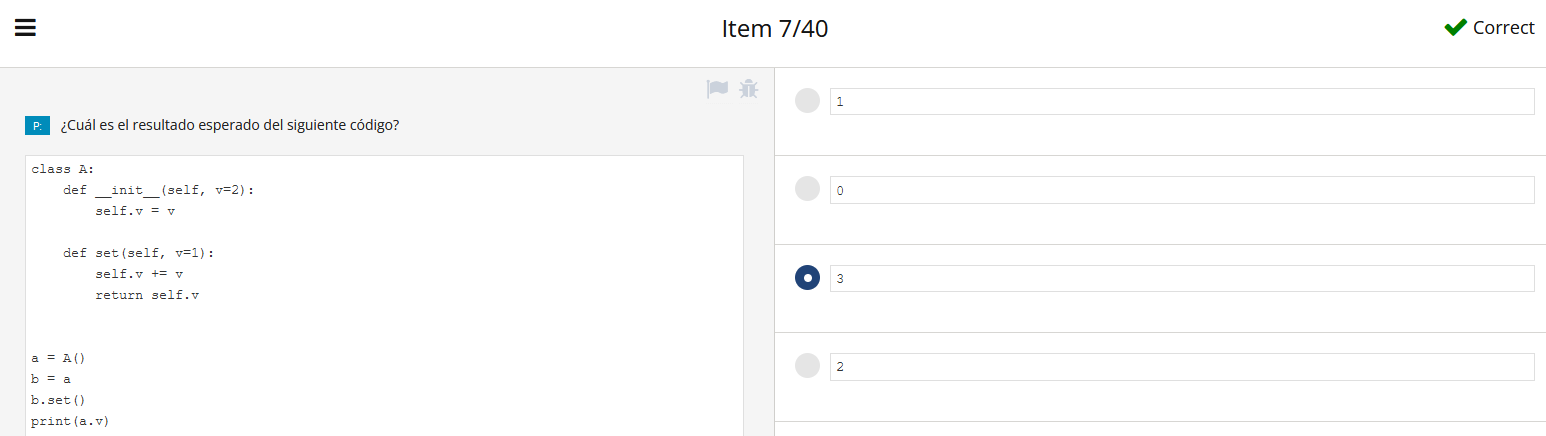 Item 7/40
Correct
P: ¿Cuál es el resultado esperado del siguiente código?
class A:
    def __init__(self, v=2):
        self.v = v

    def set(self, v=1):
        self.v += v
        return self.v


a = A()
b = a
b.set()
print(a.v)
1
0
3
2